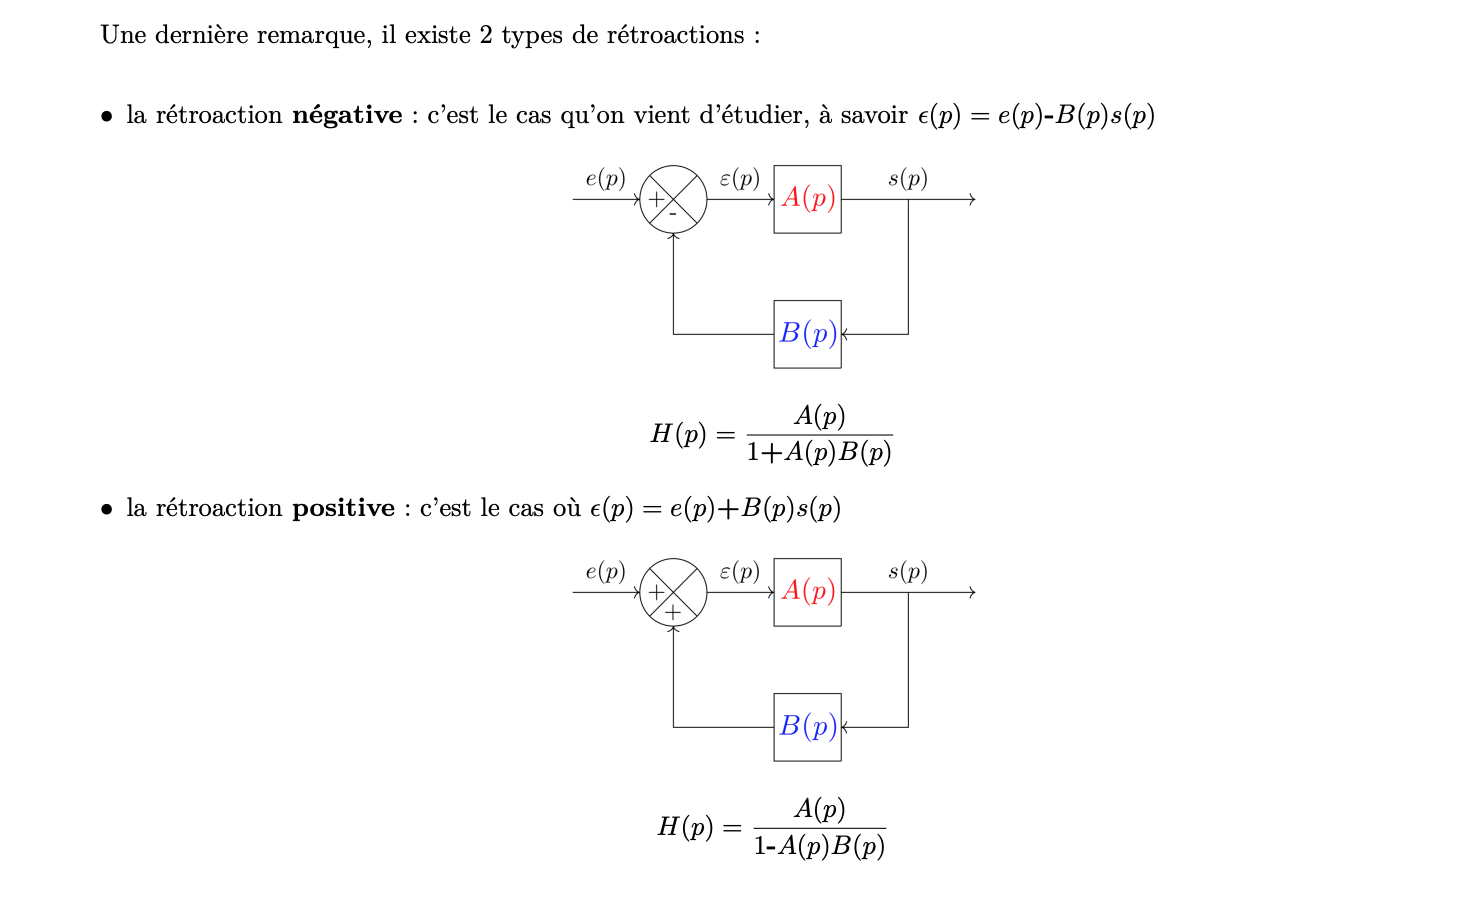 Une dernière remarque, il existe 2 types de rétroactions :
• la rétroaction négative : c'est le cas qu'on vient d'étudier, à savoir ϵ(p) = e(p)-B(p)s(p)
e(p) ε(p) s(p)
+ - A(p)
B(p)
H(p) = A(p) / 1+A(p)B(p)
• la rétroaction positive : c'est le cas où ϵ(p) = e(p)+B(p)s(p)
e(p) ε(p) s(p)
+ + A(p)
B(p)
H(p) = A(p) / 1-A(p)B(p)